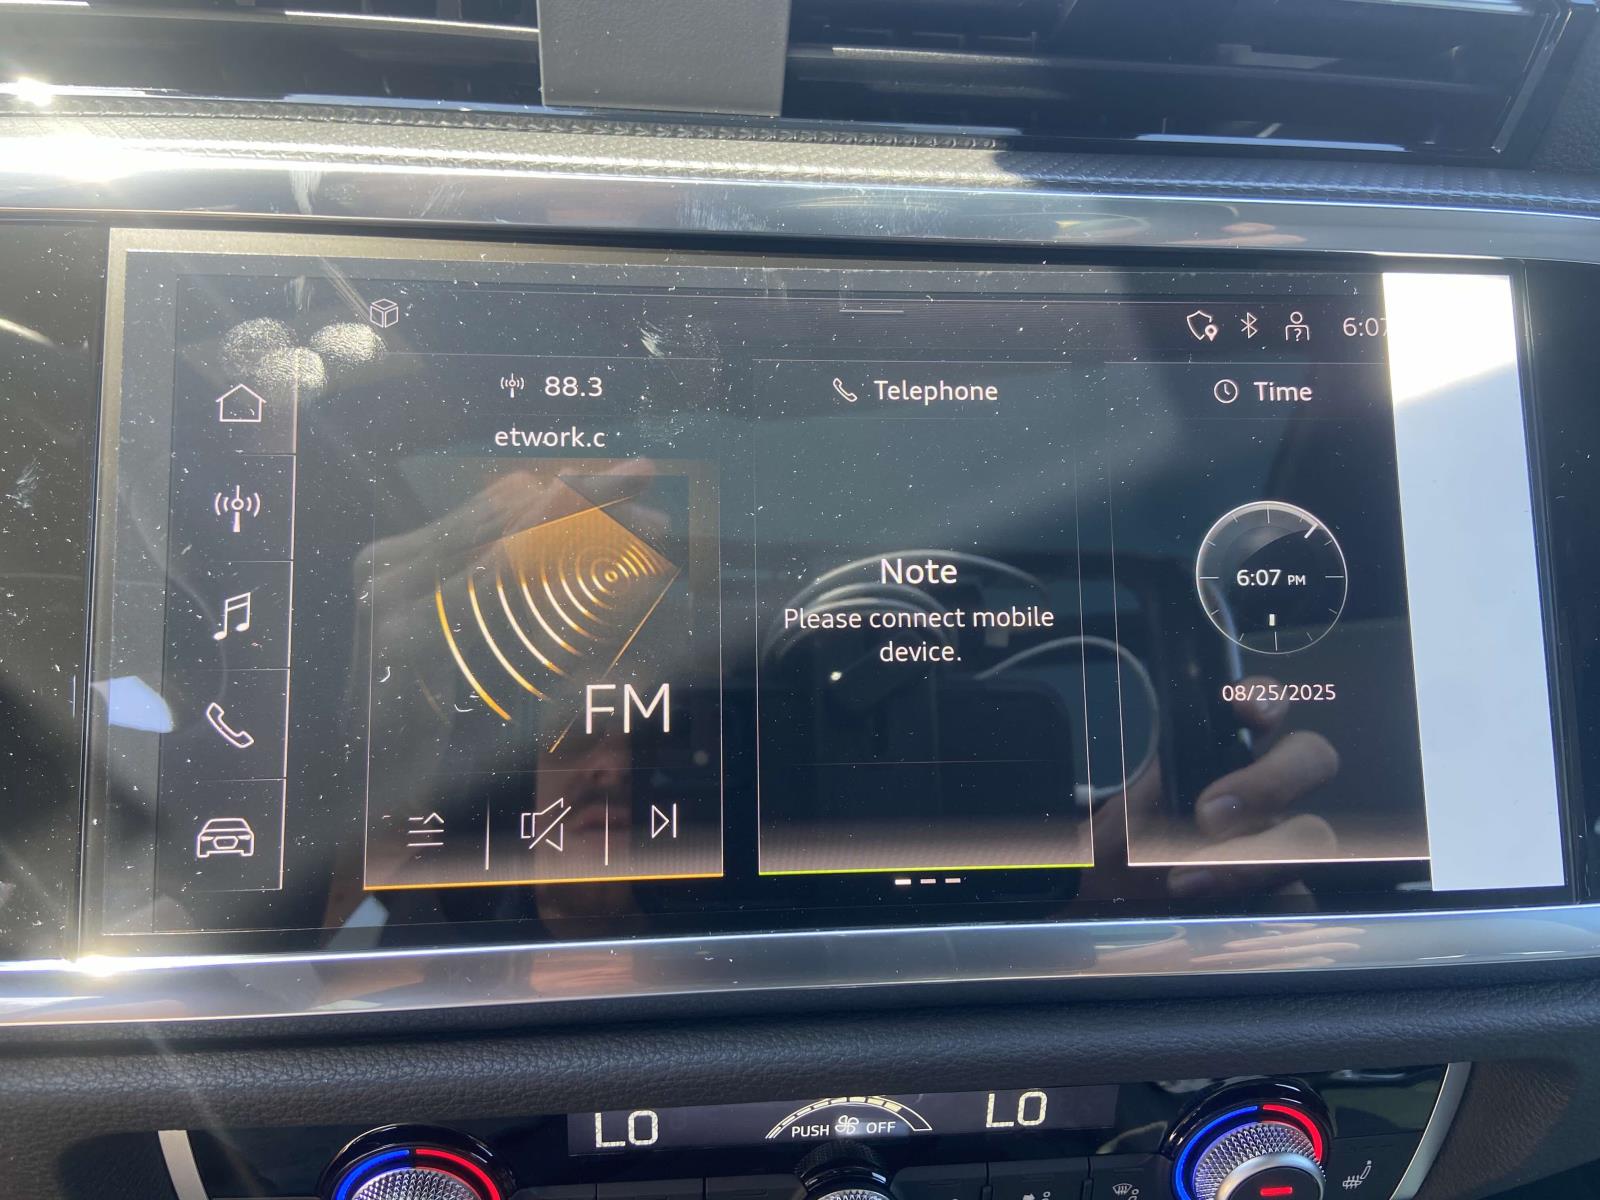 6:07
88.3
etwork.c
FM
Telephone
Note
Please connect mobile
device.
Time
6:07 PM
08/25/2025
LO
PUSH OFF
LO